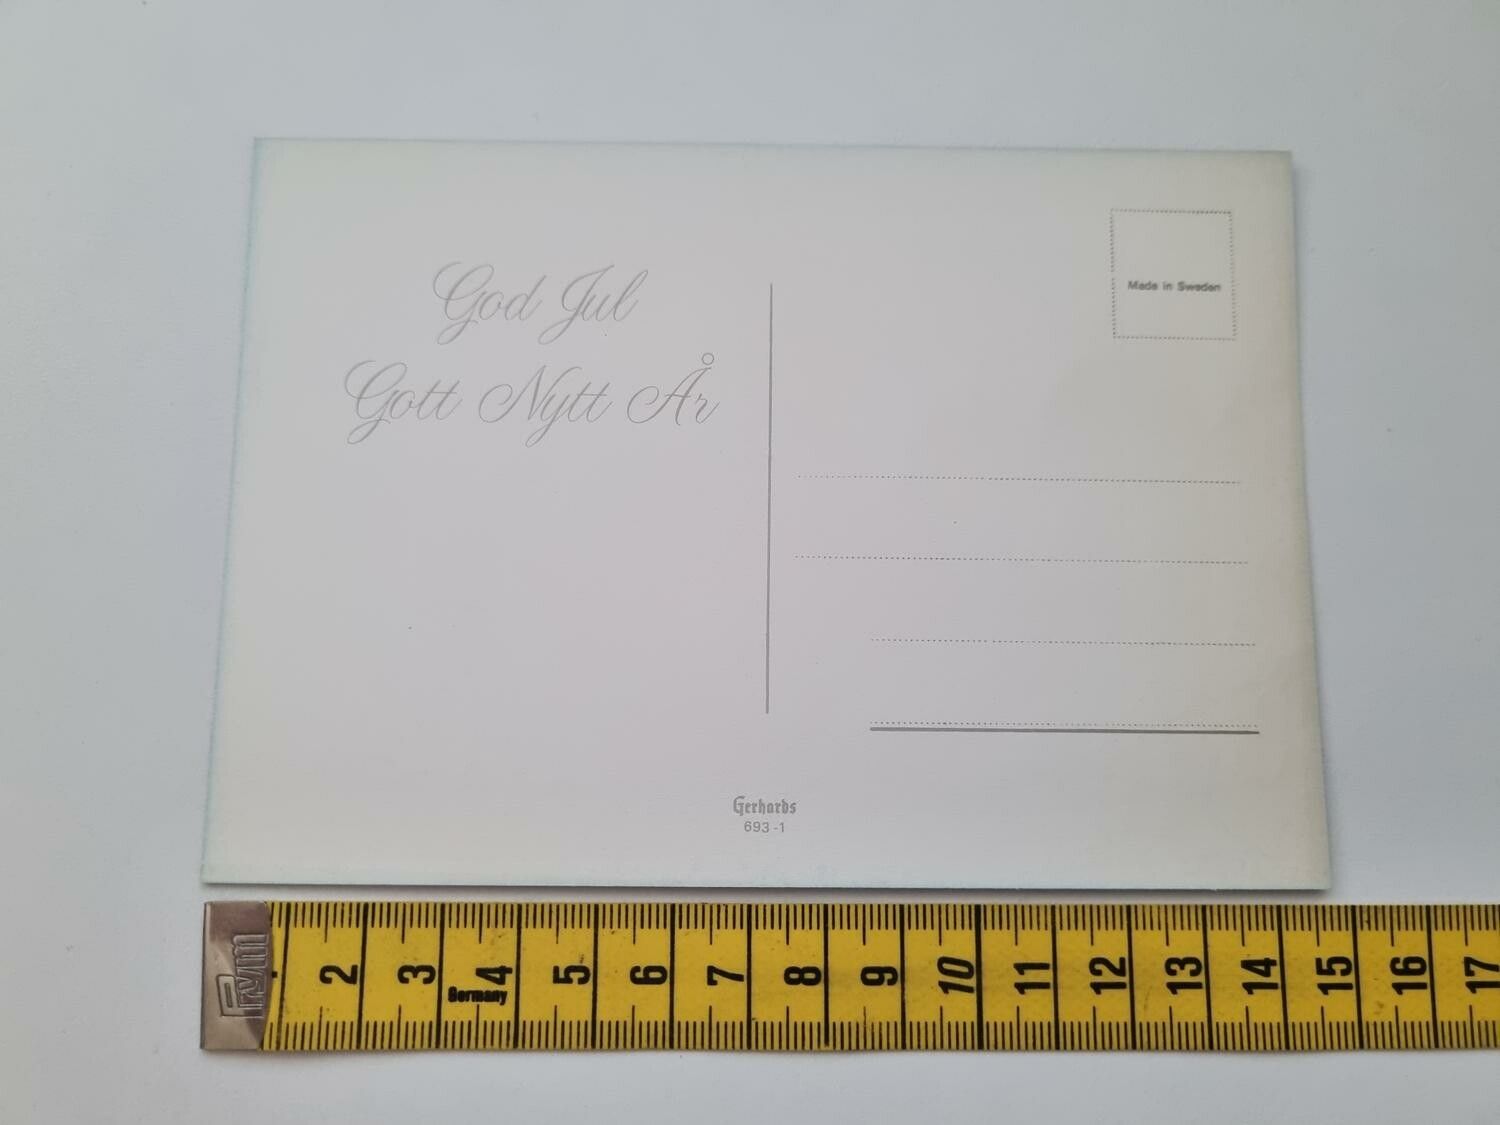 God Jul
Gott Nytt År
Made in Sweden
Gerhards
693-1
Prym
2 3 4 5 6 7 8 9 10 11 12 13 14 15 16 17
Germany